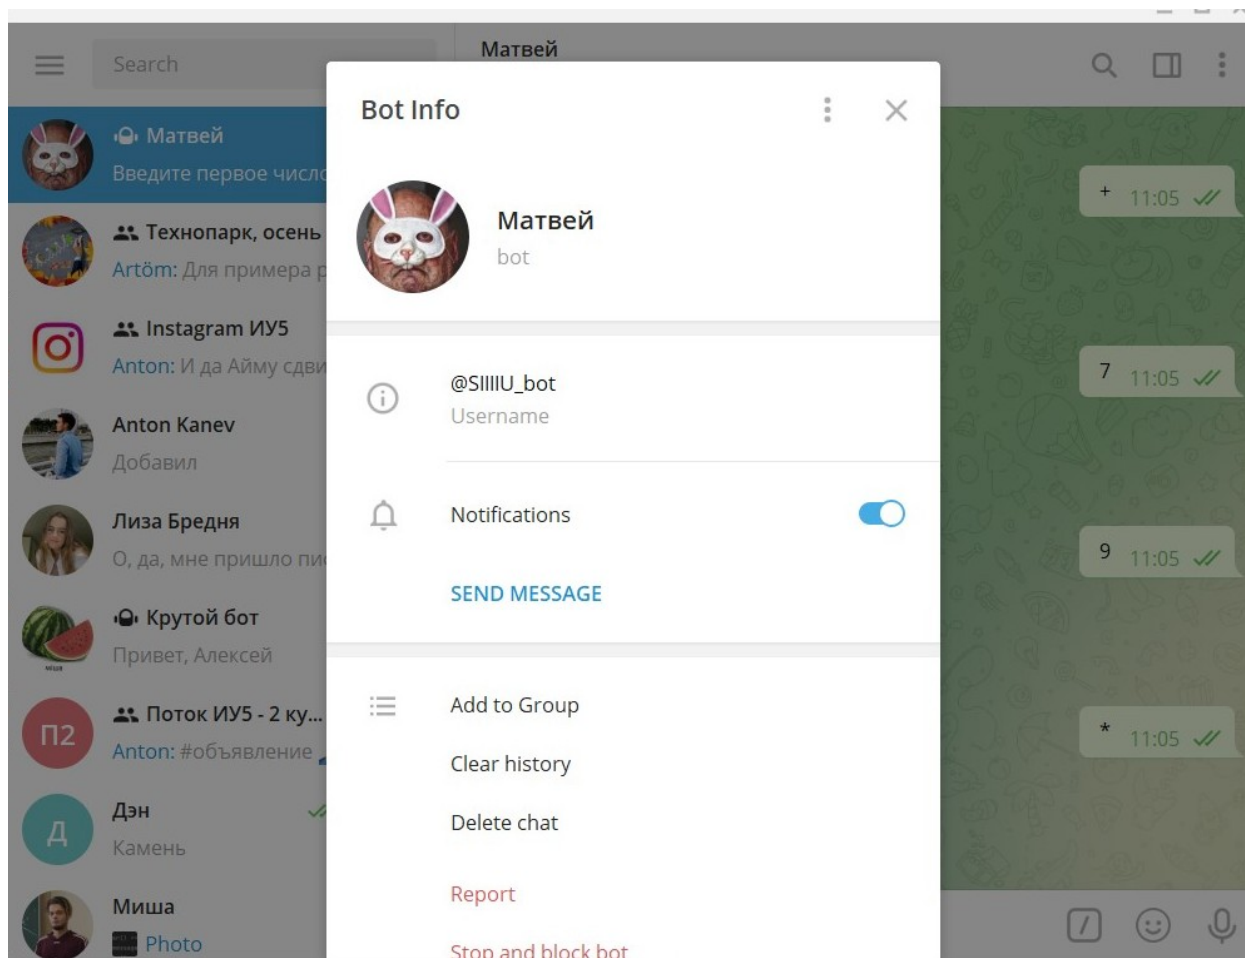 Матвей
Search
Матвей
Введите первое число
Технопарк, осень
Artöm: Для примера р
Instagram ИУ5
Anton: И да Айму сдви
Anton Kanev
Добавил
Лиза Бредня
О, да, мне пришло пи
Крутой бот
Привет, Алексей
П2
Поток ИУ5 - 2 ку...
Anton: #объявление
Д
Дэн
Камень
Миша
Photo
Bot Info
Матвей
bot
@SIIIIU_bot
Username
Notifications
SEND MESSAGE
Add to Group
Clear history
Delete chat
Report
Stop and block bot
+ 11:05
7 11:05
9 11:05
* 11:05